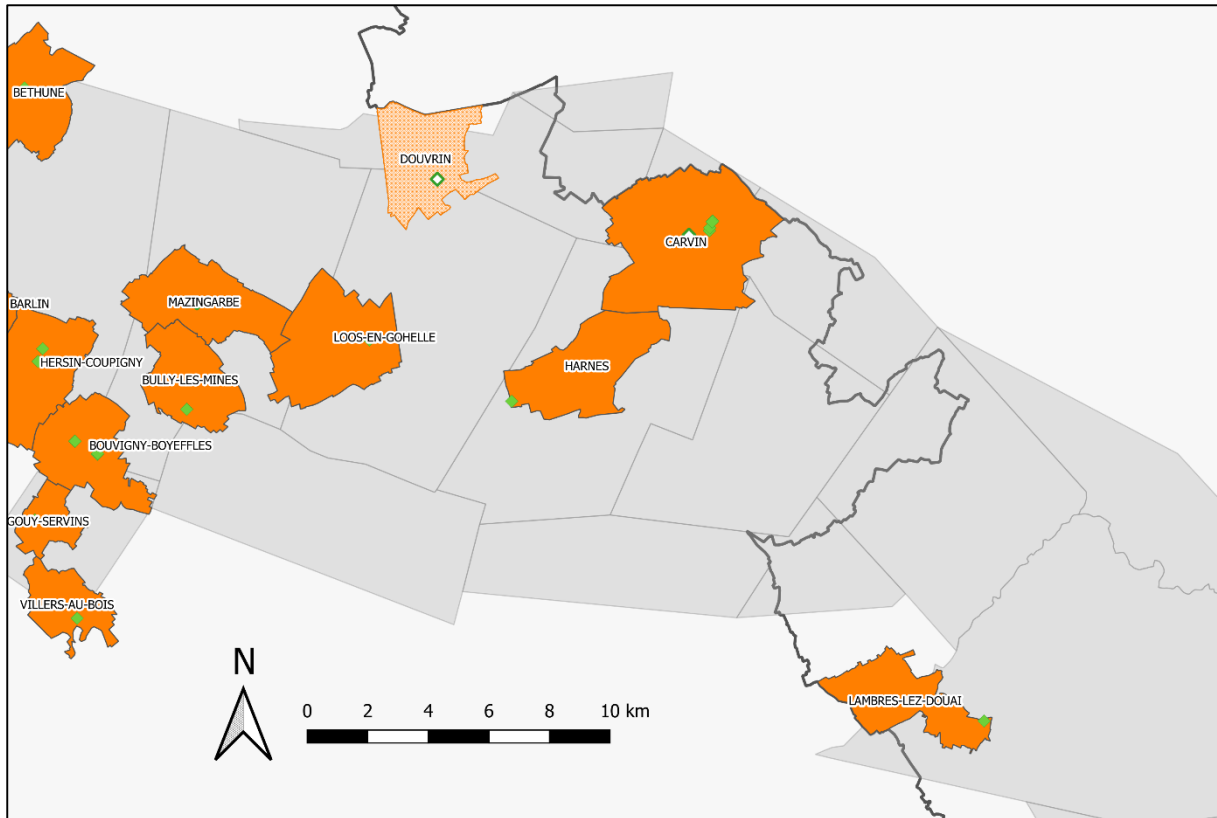 BETHUNE
DOUVRIN
CARVIN
BARLIN
MAZINGARBE
LOOS-EN-GOHELLE
HERSIN-COUPIGNY
HARNES
BULLY-LES-MINES
BOUVIGNY-BOYEFFLES
GOUY-SERVINS
VILLERS-AU-BOIS
N
LAMBRES-LEZ-DOUAI
0 2 4 6 8 10 km